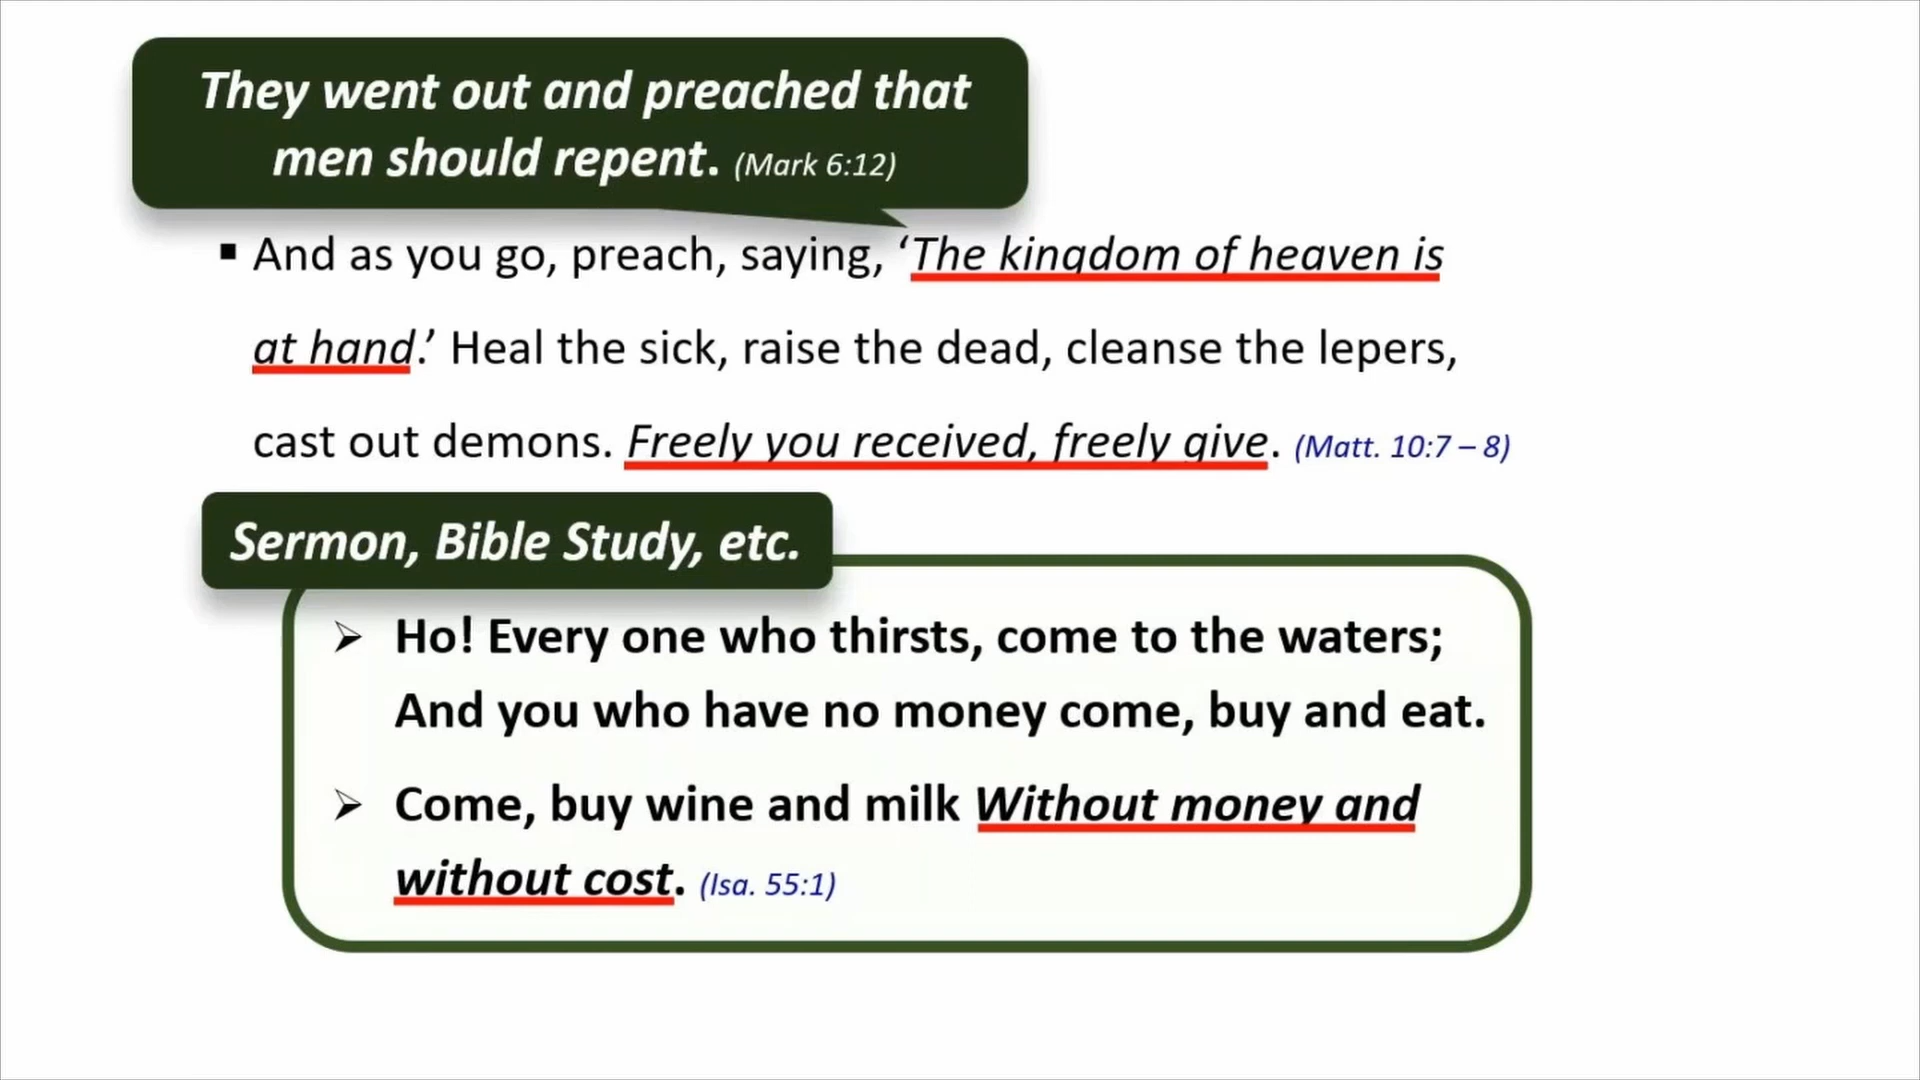 They went out and preached that
men should repent. (Mark 6:12)
▪ And as you go, preach, saying, ‘The kingdom of heaven is
at hand.’ Heal the sick, raise the dead, cleanse the lepers,
cast out demons. Freely you received, freely give. (Matt. 10:7 – 8)
Sermon, Bible Study, etc.
➢ Ho! Every one who thirsts, come to the waters;
And you who have no money come, buy and eat.
➢ Come, buy wine and milk Without money and
without cost. (Isa. 55:1)